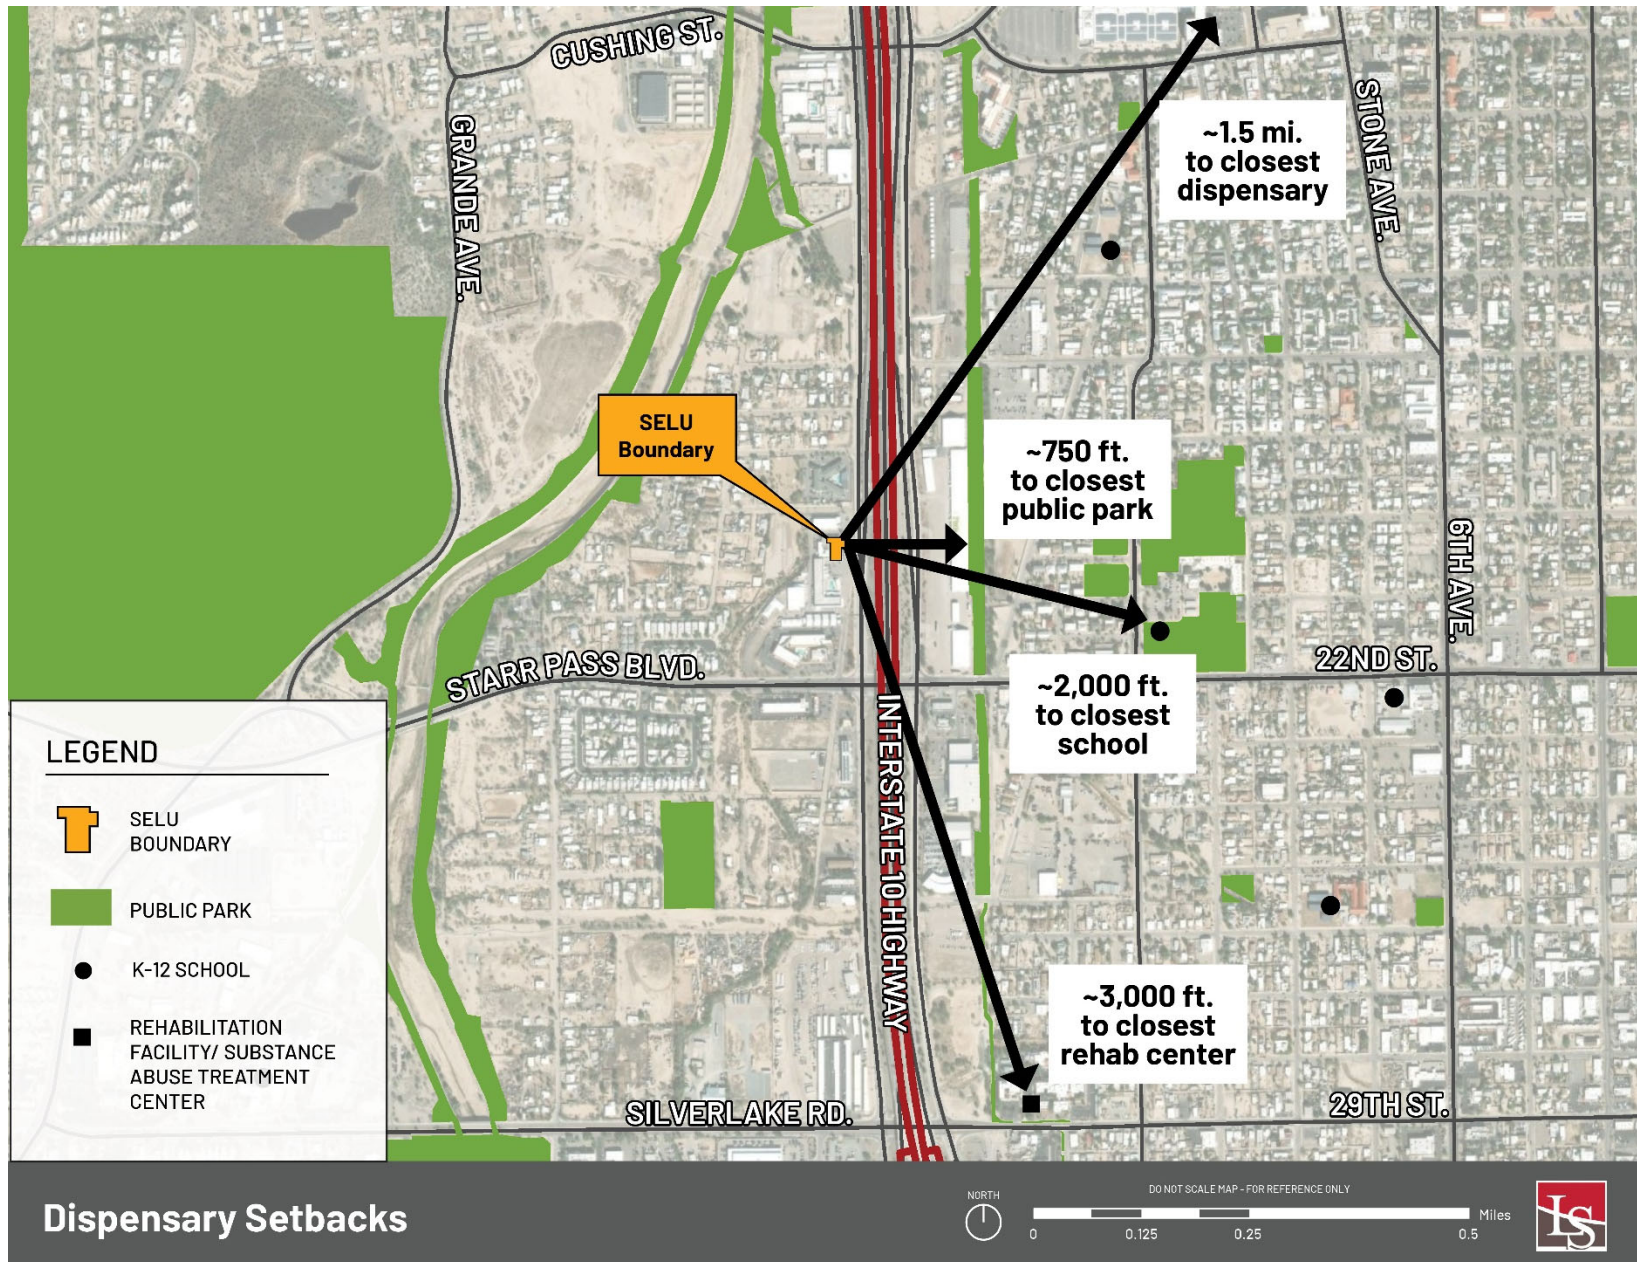 CUSHING ST.
GRANDE AVE.
STONE AVE.
~1.5 mi.
to closest
dispensary
SELU
Boundary
~750 ft.
to closest
public park
6TH AVE.
22ND ST.
STARR PASS BLVD.
~2,000 ft.
to closest
school
INTERSTATE 10 HIGHWAY
~3,000 ft.
to closest
rehab center
SILVERLAKE RD.
29TH ST.
LEGEND
SELU
BOUNDARY
PUBLIC PARK
K-12 SCHOOL
REHABILITATION
FACILITY/ SUBSTANCE
ABUSE TREATMENT
CENTER
Dispensary Setbacks
NORTH
DO NOT SCALE MAP - FOR REFERENCE ONLY
Miles
0 0.125 0.25 0.5
LS